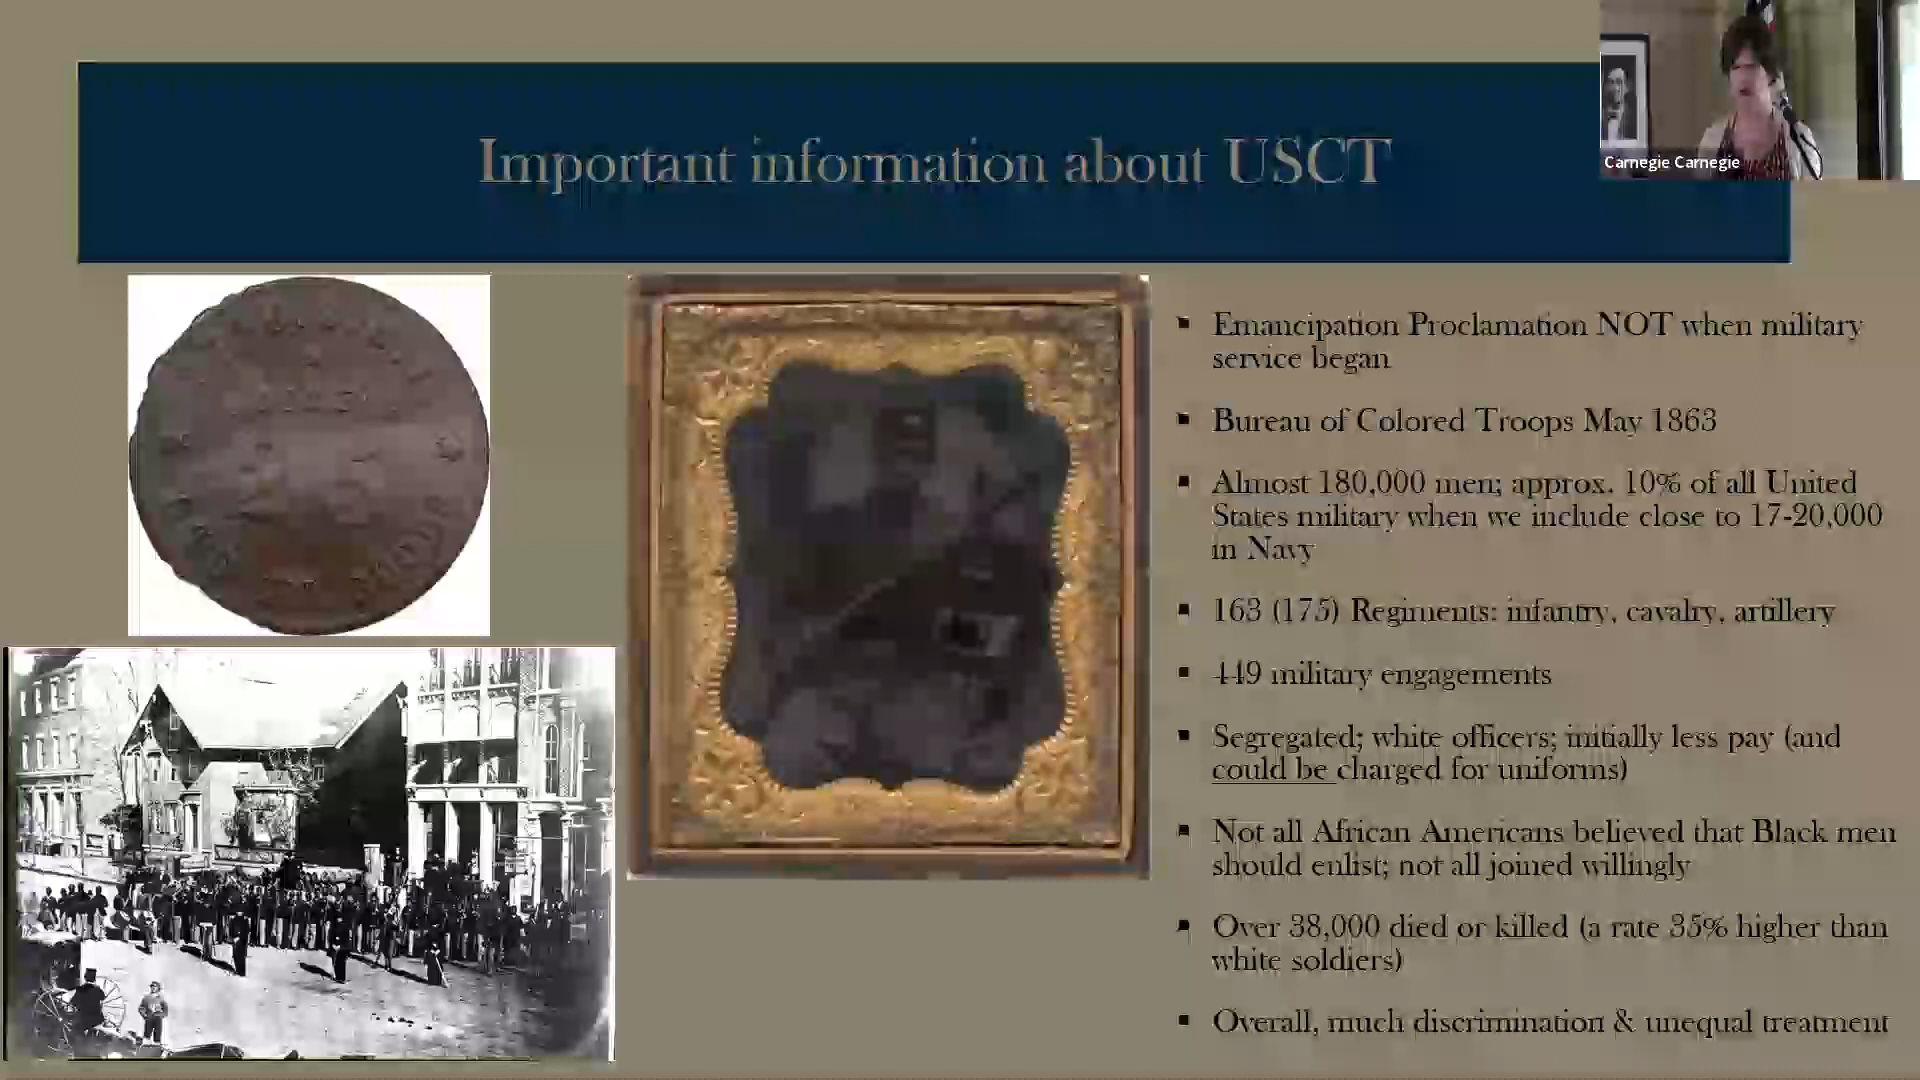 Important information about USCT
Carnegie Carnegie
▪ Emancipation Proclamation NOT when military
service began
▪ Bureau of Colored Troops May 1863
▪ Almost 180,000 men; approx. 10% of all United
States military when we include close to 17-20,000
in Navy
▪ 163 (175) Regiments: infantry, cavalry, artillery
▪ 449 military engagements
▪ Segregated; white officers; initially less pay (and
could be charged for uniforms)
▪ Not all African Americans believed that Black men
should enlist; not all joined willingly
▪ Over 38,000 died or killed (a rate 35% higher than
white soldiers)
▪ Overall, much discrimination & unequal treatment